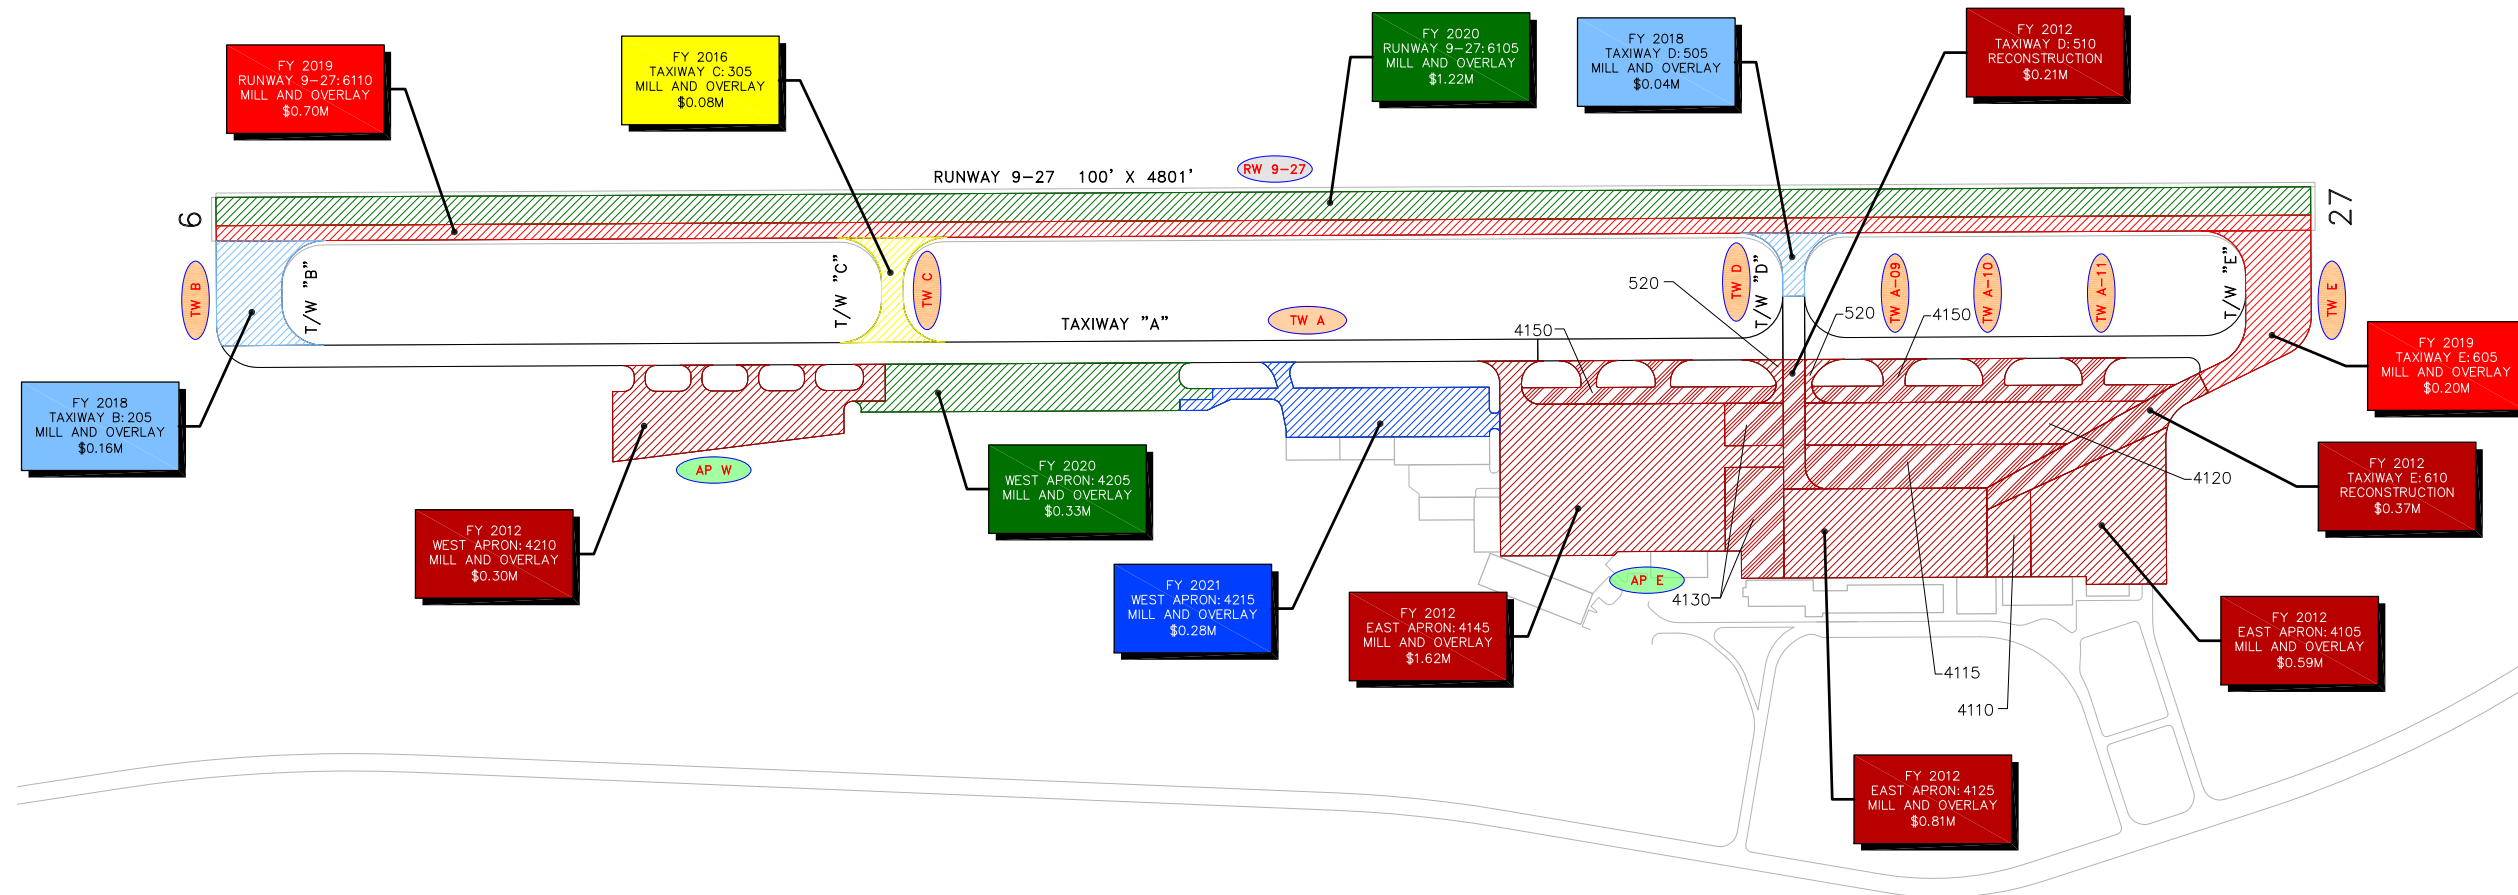 FY 2019
RUNWAY 9-27:6110
MILL AND OVERLAY
$0.70M
FY 2016
TAXIWAY C:305
MILL AND OVERLAY
$0.08M
FY 2020
RUNWAY 9-27:6105
MILL AND OVERLAY
$1.22M
FY 2018
TAXIWAY D:505
MILL AND OVERLAY
$0.04M
FY 2012
TAXIWAY D:510
RECONSTRUCTION
$0.21M
RUNWAY 9-27 100' X 4801'
RW 9-27
6
27
TW B
T/W "B"
T/W "C"
TW C
TAXIWAY "A"
TW A
520
4150
TW D
T/W "D"
520
4150
TW A-09
TW A-10
TW A-11
T/W "E"
TW E
FY 2019
TAXIWAY E:605
MILL AND OVERLAY
$0.20M
FY 2018
TAXIWAY B:205
MILL AND OVERLAY
$0.16M
AP W
FY 2020
WEST APRON:4205
MILL AND OVERLAY
$0.33M
4120
FY 2012
TAXIWAY E:610
RECONSTRUCTION
$0.37M
FY 2012
WEST APRON:4210
MILL AND OVERLAY
$0.30M
FY 2021
WEST APRON:4215
MILL AND OVERLAY
$0.28M
AP E
4130
FY 2012
EAST APRON:4145
MILL AND OVERLAY
$1.62M
FY 2012
EAST APRON:4105
MILL AND OVERLAY
$0.59M
4115
4110
FY 2012
EAST APRON:4125
MILL AND OVERLAY
$0.81M